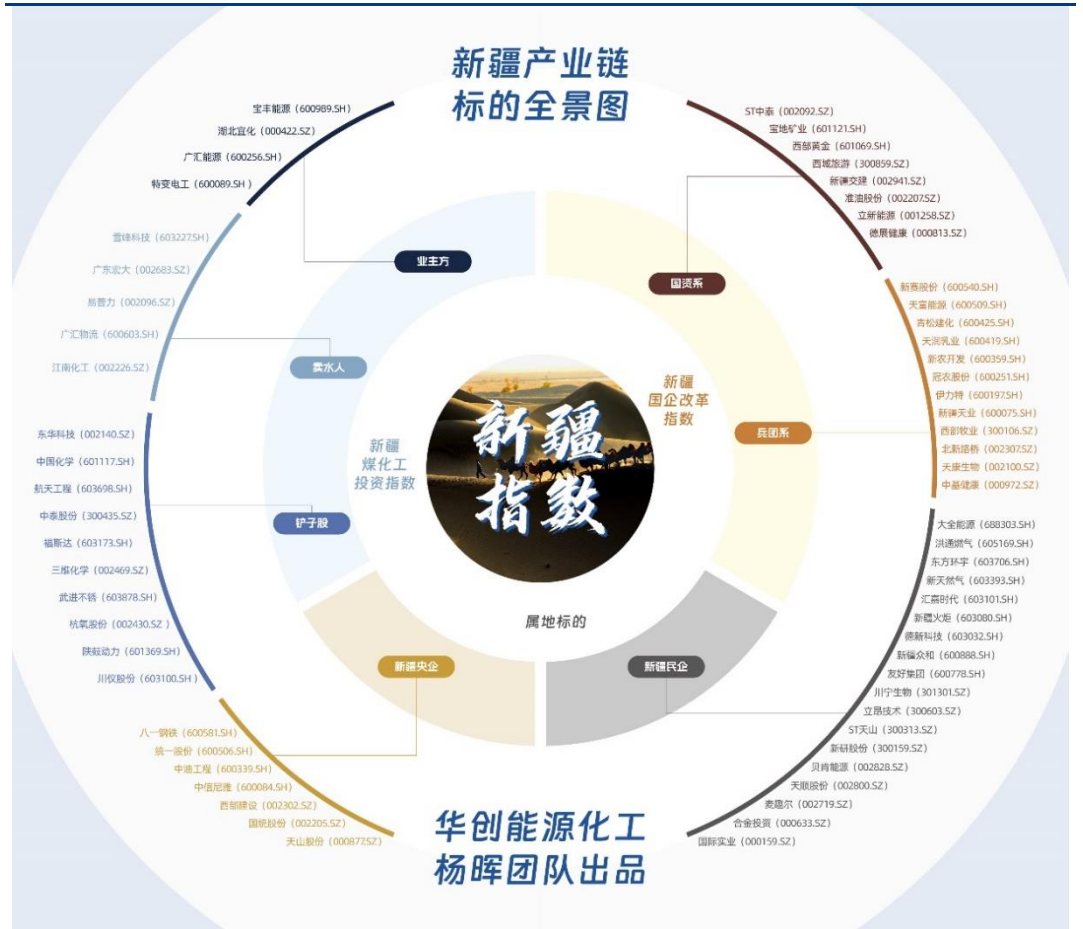 新疆产业链
标的全景图
宝丰能源（600989.SH）
湖北宜化（000422.SZ）
广汇能源（600256.SH）
特变电工（600089.SH ）
雪峰科技（603227.SH）
广东宏大（002683.SZ）
易普力（002096.SZ）
广汇物流（600603.SH）
江南化工（002226.SZ）
东华科技（002140.SZ）
中国化学（601117.SH）
航天工程（603698.SH）
中泰股份（300435.SZ）
福斯达（603173.SH）
三维化学（002469.SZ）
武进不锈（603878.SH）
杭氧股份（002430.SZ ）
陕鼓动力（601369.SH）
川仪股份（603100.SH ）
八一钢铁（600581.SH）
统一股份（600506.SH）
中油工程（600339.SH）
中信尼雅（600084.SH）
西部建设（002302.SZ）
国统股份（002205.SZ）
天山股份（000877.SZ）
业主方
卖水人
铲子股
新疆央企
新疆
煤化工
投资指数
新疆
指数
属地标的
新疆
国企改革
指数
国资系
兵团系
新疆民企
ST中泰（002092.SZ）
宝地矿业（601121.SH）
西部黄金（601069.SH）
西域旅游（300859.SZ）
新疆交建（002941.SZ）
准油股份（002207.SZ）
立新能源（001258.SZ）
德展健康（000813.SZ）
新赛股份（600540.SH）
天富能源（600509.SH）
青松建化（600425.SH）
天润乳业（600419.SH）
新农开发（600359.SH）
冠农股份（600251.SH）
伊力特（600197.SH）
新疆天业（600075.SH）
西部牧业（300106.SZ）
北新路桥（002307.SZ）
天康生物（002100.SZ）
中基健康（000972.SZ）
大全能源（688303.SH）
洪通燃气（605169.SH）
东方环宇（603706.SH）
新天然气（603393.SH）
汇嘉时代（603101.SH）
新疆火炬（603080.SH）
德新科技（603032.SH）
新疆众和（600888.SH）
友好集团（600778.SH）
川宁生物（301301.SZ）
立昂技术（300603.SZ）
ST天山（300313.SZ）
新研股份（300159.SZ）
贝肯能源（002828.SZ）
天顺股份（002800.SZ）
麦趣尔（002719.SZ）
合金投资（000633.SZ）
国际实业（000159.SZ）
华创能源化工
杨晖团队出品